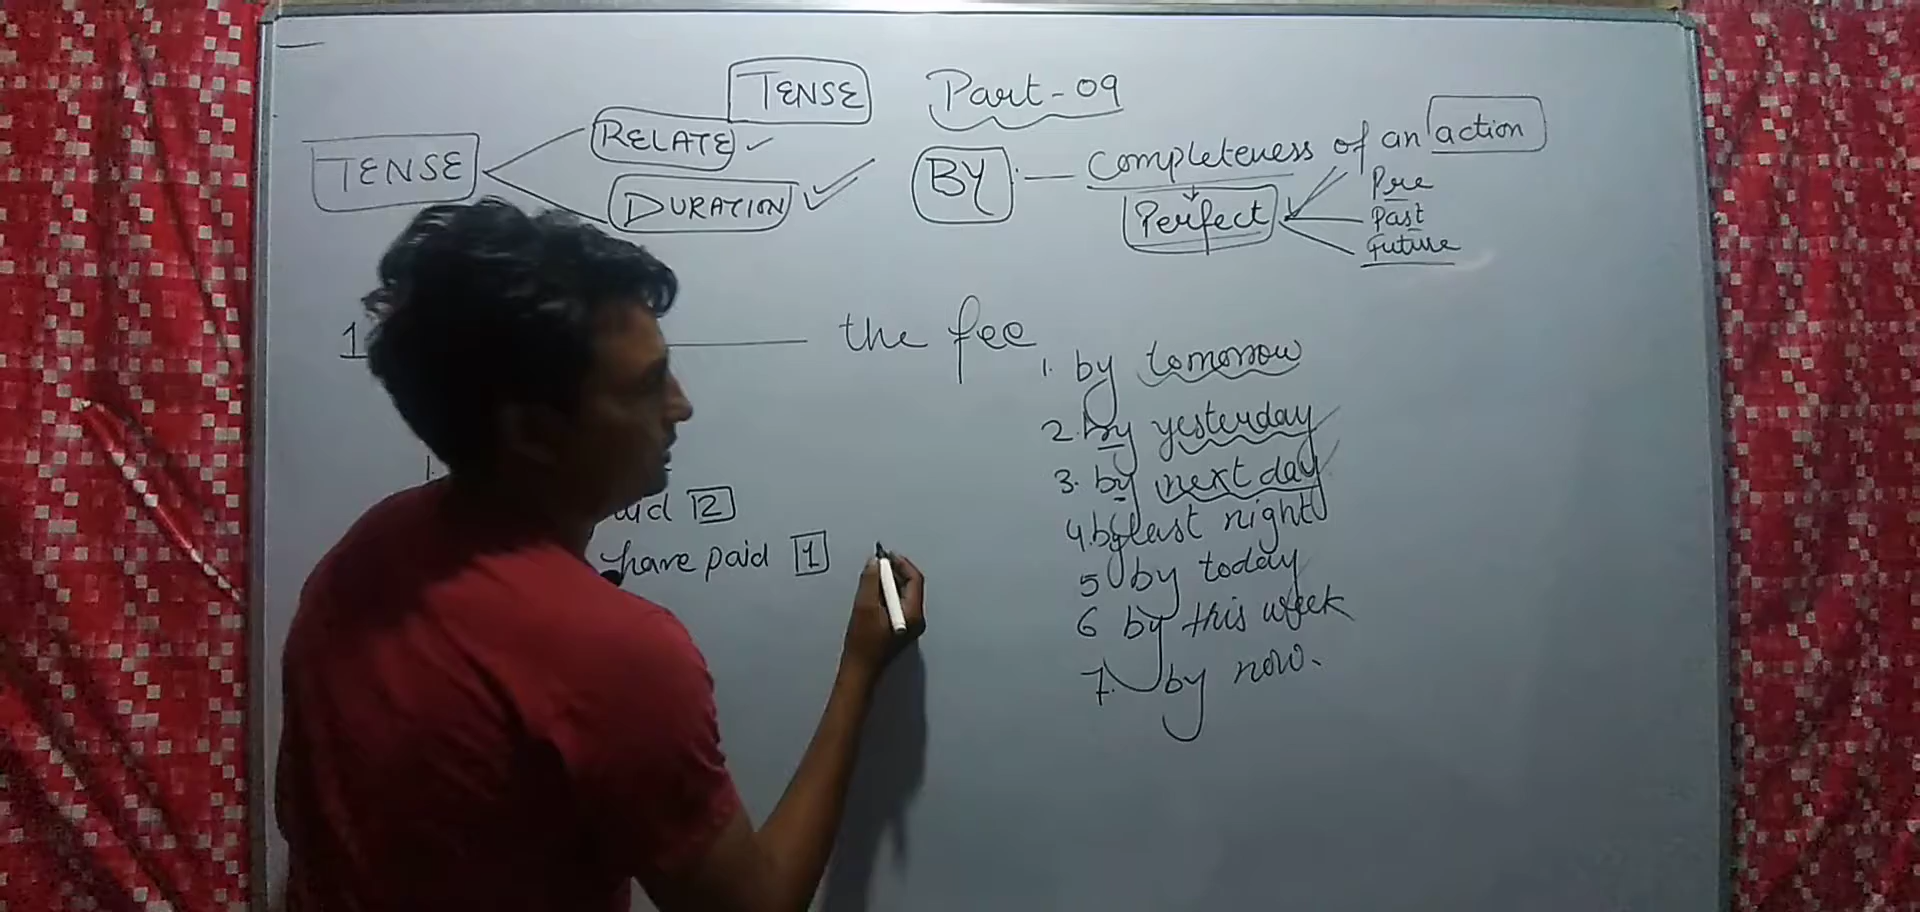 TENSE Part-09
TENSE RELATE
DURATION
BY — Completeness of an action
Perfect
Pre
Past
Future
1 the fee
1. by tomorrow
2. by yesterday
3. by next day
4. by last night
5 by today
6 by this week
7. by now.
1.
2
have paid 1